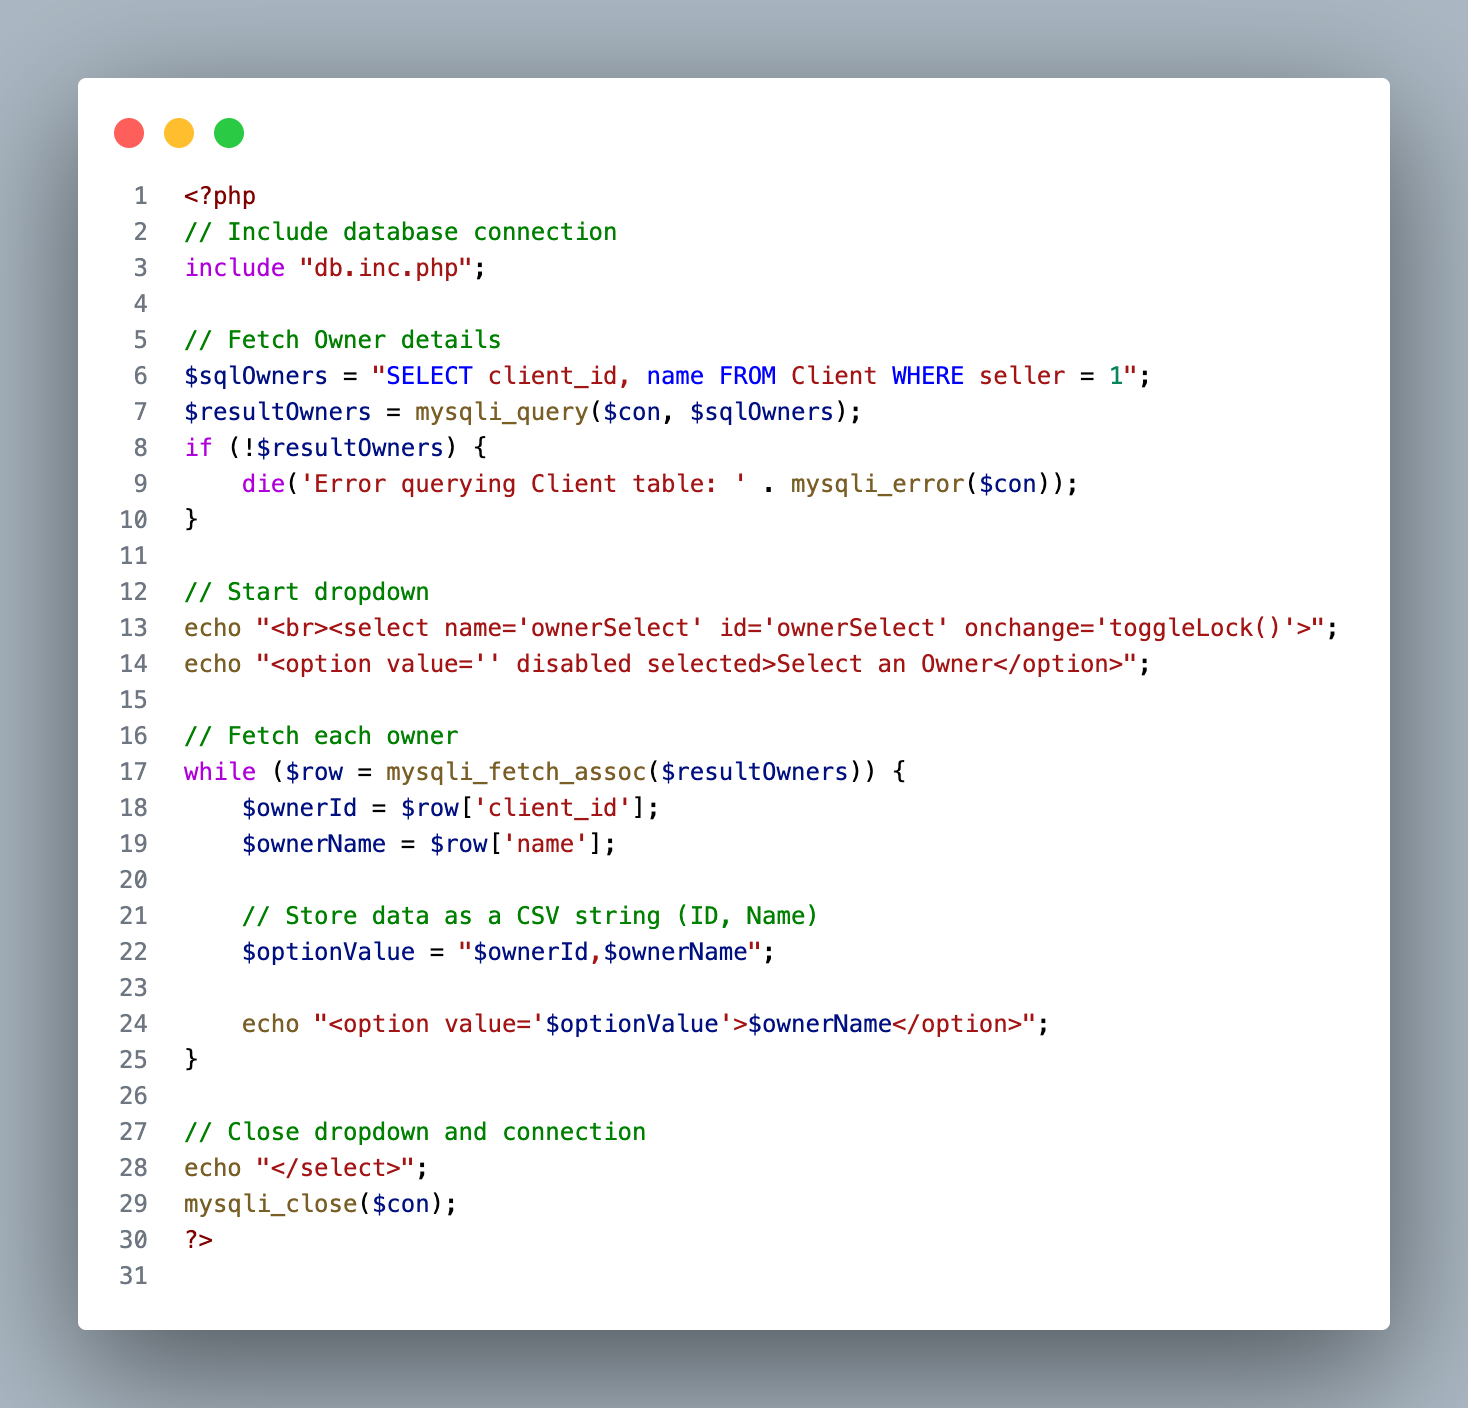 1 <?php
2 // Include database connection
3 include "db.inc.php";
4
5 // Fetch Owner details
6 $sqlOwners = "SELECT client_id, name FROM Client WHERE seller = 1";
7 $resultOwners = mysqli_query($con, $sqlOwners);
8 if (!$resultOwners) {
9     die('Error querying Client table: ' . mysqli_error($con));
10 }
11
12 // Start dropdown
13 echo "<br><select name='ownerSelect' id='ownerSelect' onchange='toggleLock()'>";
14 echo "<option value='' disabled selected>Select an Owner</option>";
15
16 // Fetch each owner
17 while ($row = mysqli_fetch_assoc($resultOwners)) {
18     $ownerId = $row['client_id'];
19     $ownerName = $row['name'];
20
21     // Store data as a CSV string (ID, Name)
22     $optionValue = "$ownerId,$ownerName";
23
24     echo "<option value='$optionValue'>$ownerName</option>";
25 }
26
27 // Close dropdown and connection
28 echo "</select>";
29 mysqli_close($con);
30 ?>
31